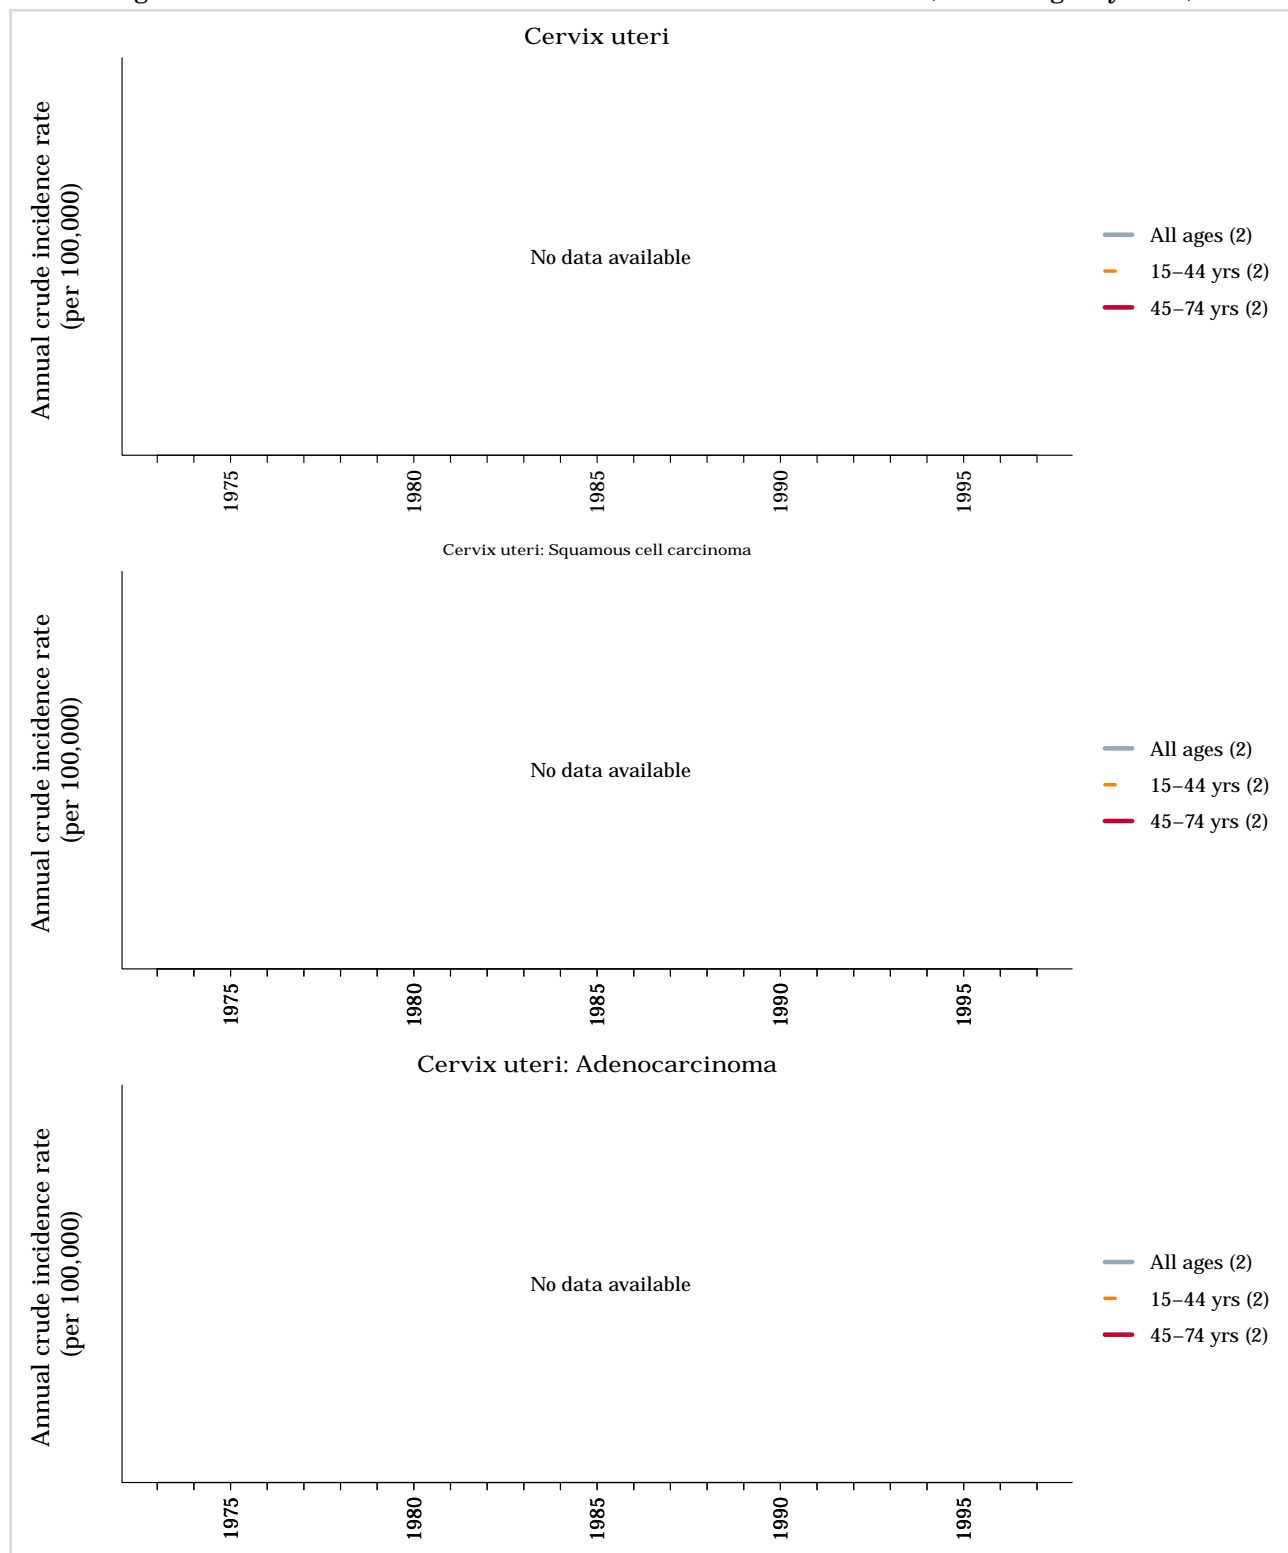 Cervix uteri
Annual crude incidence rate
(per 100,000)
No data available
All ages (2)
15–44 yrs (2)
45–74 yrs (2)
1975
1980
1985
1990
1995
Cervix uteri: Squamous cell carcinoma
Annual crude incidence rate
(per 100,000)
No data available
All ages (2)
15–44 yrs (2)
45–74 yrs (2)
1975
1980
1985
1990
1995
Cervix uteri: Adenocarcinoma
Annual crude incidence rate
(per 100,000)
No data available
All ages (2)
15–44 yrs (2)
45–74 yrs (2)
1975
1980
1985
1990
1995